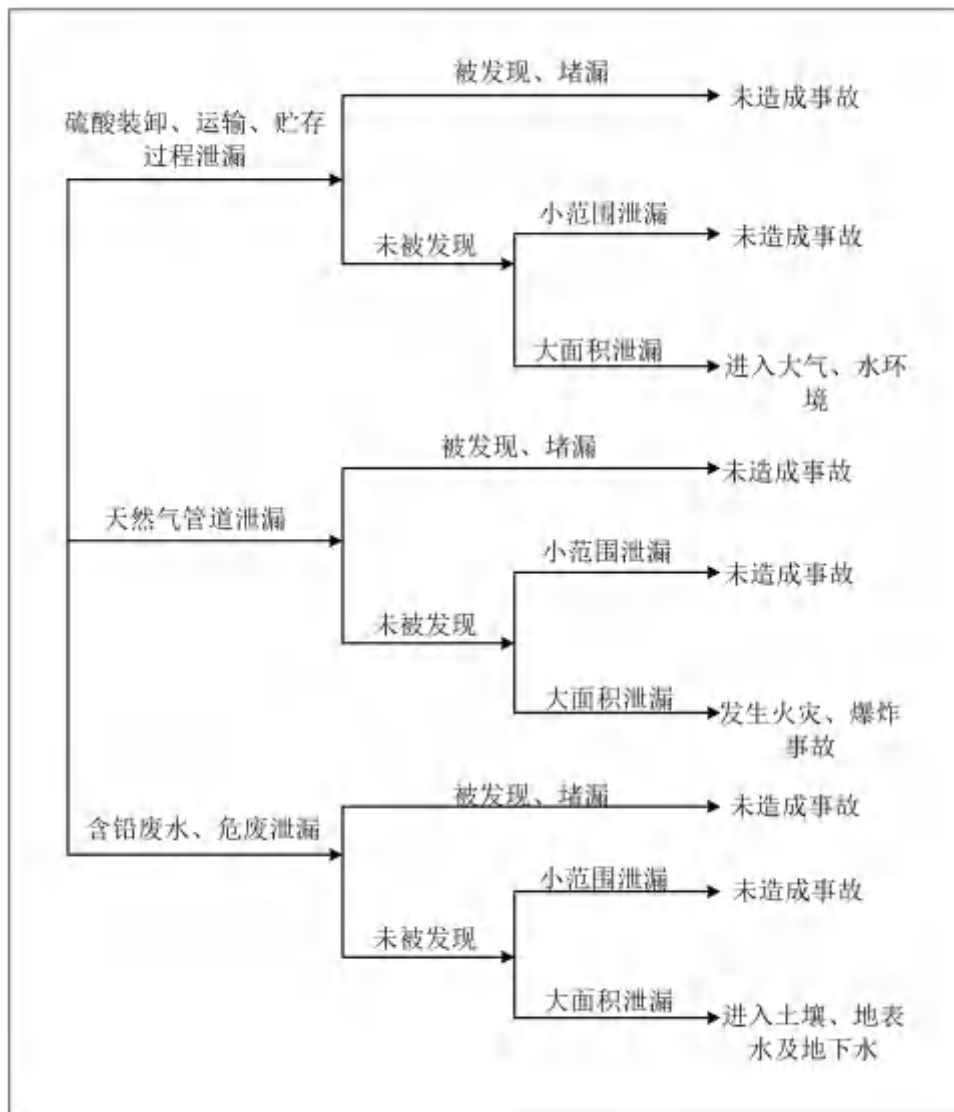 被发现、堵漏
未造成事故
硫酸装卸、运输、贮存
过程泄漏
小范围泄漏
未造成事故
未被发现
大面积泄漏
进入大气、水环
境
被发现、堵漏
未造成事故
天然气管道泄漏
小范围泄漏
未造成事故
未被发现
大面积泄漏
发生火灾、爆炸
事故
被发现、堵漏
未造成事故
含铅废水、危废泄漏
小范围泄漏
未造成事故
未被发现
大面积泄漏
进入土壤、地表
水及地下水